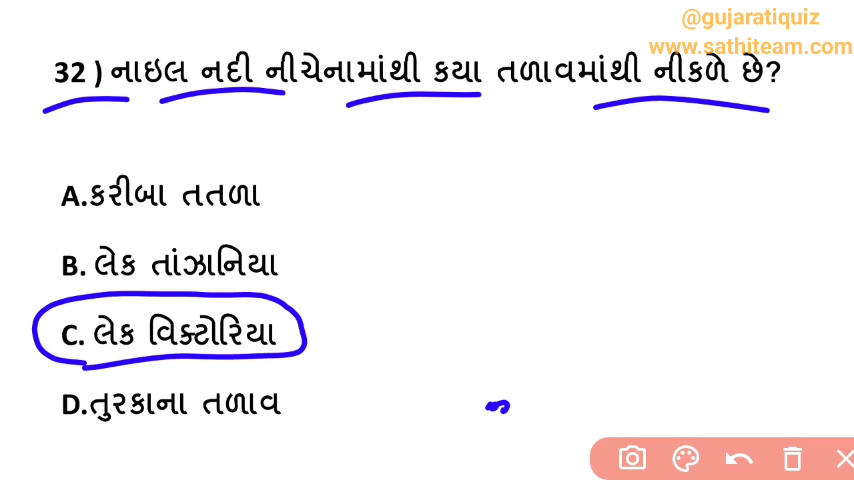 @gujaratiquiz
www.sathiteam.com
32 ) નાઇલ નદી નીચેનામાંથી કયા તળાવમાંથી નીકળે છે?
A.કરીબા તતળા
B. લેક તાંઝાનિયા
C. લેક વિક્ટોરિયા
D.તુરકાના તળાવ